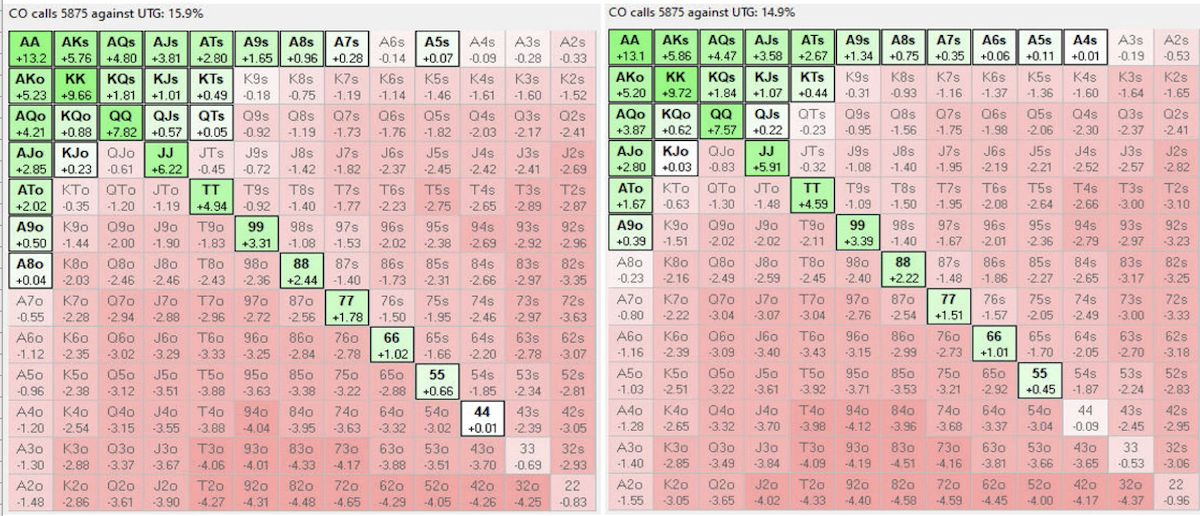 CO calls 5875 against UTG: 15.9%
AA AKs AQs AJs ATs A9s A8s A7s A6s A5s A4s A3s A2s
+13.2 +5.76 +4.80 +3.81 +2.80 +1.65 +0.96 +0.28 -0.14 +0.07 -0.09 -0.28 -0.33
AKo KK KQs KJs KTs K9s K8s K7s K6s K5s K4s K3s K2s
+5.23 +9.66 +1.81 +1.01 +0.49 -0.18 -0.75 -1.19 -1.14 -1.46 -1.61 -1.60 -1.52
AQo KQo QQ QJs QTs Q9s Q8s Q7s Q6s Q5s Q4s Q3s Q2s
+4.21 +0.88 +7.82 +0.57 +0.05 -0.92 -1.19 -1.73 -1.76 -1.82 -2.03 -2.17 -2.41
AJo KJo QJo JJ JTs J9s J8s J7s J6s J5s J4s J3s J2s
+2.85 +0.23 -0.61 +6.22 -0.45 -0.72 -1.42 -1.82 -2.37 -2.45 -2.42 -2.41 -2.69
ATo KTo QTo JTo TT T9s T8s T7s T6s T5s T4s T3s T2s
+2.02 -0.35 -1.20 -1.19 +4.94 -0.92 -1.40 -1.77 -2.23 -2.75 -2.65 -2.89 -2.87
A9o K9o Q9o J9o T9o 99 98s 97s 96s 95s 94s 93s 92s
+0.50 -1.44 -2.00 -1.90 -1.83 +3.31 -1.08 -1.53 -2.02 -2.38 -2.69 -2.92 -2.96
A8o K8o Q8o J8o T8o 98o 88 87s 86s 85s 84s 83s 82s
+0.04 -2.03 -2.46 -2.46 -2.43 -2.36 +2.44 -1.40 -1.73 -2.31 -2.66 -2.97 -3.35
A7o K7o Q7o J7o T7o 97o 87o 77 76s 75s 74s 73s 72s
-0.55 -2.28 -2.94 -2.88 -2.96 -2.72 -2.56 +1.78 -1.50 -1.95 -2.46 -2.97 -3.63
A6o K6o Q6o J6o T6o 96o 86o 76o 66 65s 64s 63s 62s
-1.12 -2.35 -3.02 -3.29 -3.33 -3.25 -2.84 -2.78 +1.02 -1.66 -2.20 -2.78 -3.07
A5o K5o Q5o J5o T5o 95o 85o 75o 65o 55 54s 53s 52s
-0.96 -2.38 -3.12 -3.51 -3.88 -3.63 -3.38 -3.22 -2.88 +0.66 -1.85 -2.34 -2.81
A4o K4o Q4o J4o T4o 94o 84o 74o 64o 54o 44 43s 42s
-1.20 -2.54 -3.15 -3.55 -3.88 -4.04 -3.95 -3.63 -3.32 -3.02 +0.01 -2.39 -3.05
A3o K3o Q3o J3o T3o 93o 83o 73o 63o 53o 43o 33 32s
-1.30 -2.88 -3.37 -3.67 -4.06 -4.01 -4.33 -4.17 -3.88 -3.51 -3.70 -0.69 -2.93
A2o K2o Q2o J2o T2o 92o 82o 72o 62o 52o 42o 32o 22
-1.48 -2.86 -3.61 -3.90 -4.27 -4.31 -4.48 -4.65 -4.29 -4.05 -4.26 -4.25 -0.83
CO calls 5875 against UTG: 14.9%
AA AKs AQs AJs ATs A9s A8s A7s A6s A5s A4s A3s A2s
+13.1 +5.86 +4.47 +3.58 +2.67 +1.34 +0.75 +0.35 +0.06 +0.11 +0.01 -0.19 -0.53
AKo KK KQs KJs KTs K9s K8s K7s K6s K5s K4s K3s K2s
+5.20 +9.72 +1.84 +1.07 +0.44 -0.31 -0.93 -1.16 -1.37 -1.36 -1.60 -1.64 -1.65
AQo KQo QQ QJs QTs Q9s Q8s Q7s Q6s Q5s Q4s Q3s Q2s
+3.87 +0.62 +7.57 +0.22 -0.23 -0.95 -1.56 -1.75 -1.98 -2.06 -2.30 -2.37 -2.41
AJo KJo QJo JJ JTs J9s J8s J7s J6s J5s J4s J3s J2s
+2.80 +0.03 -0.83 +5.91 -0.32 -1.08 -1.40 -1.95 -2.19 -2.21 -2.52 -2.57 -2.82
ATo KTo QTo JTo TT T9s T8s T7s T6s T5s T4s T3s T2s
+1.67 -0.63 -1.30 -1.48 +4.59 -1.09 -1.50 -1.95 -2.08 -2.64 -2.66 -3.00 -3.10
A9o K9o Q9o J9o T9o 99 98s 97s 96s 95s 94s 93s 92s
+0.39 -1.51 -2.02 -2.02 -2.11 +3.39 -1.40 -1.67 -2.01 -2.36 -2.79 -2.97 -3.23
A8o K8o Q8o J8o T8o 98o 88 87s 86s 85s 84s 83s 82s
-0.23 -2.16 -2.49 -2.59 -2.45 -2.40 +2.22 -1.48 -1.86 -2.27 -2.65 -3.17 -3.25
A7o K7o Q7o J7o T7o 97o 87o 77 76s 75s 74s 73s 72s
-0.80 -2.22 -3.04 -3.07 -3.04 -2.76 -2.54 +1.51 -1.57 -2.05 -2.49 -3.00 -3.33
A6o K6o Q6o J6o T6o 96o 86o 76o 66 65s 64s 63s 62s
-1.16 -2.39 -3.09 -3.40 -3.43 -3.15 -2.99 -2.73 +1.01 -1.70 -2.05 -2.70 -3.18
A5o K5o Q5o J5o T5o 95o 85o 75o 65o 55 54s 53s 52s
-1.03 -2.51 -3.22 -3.61 -3.92 -3.71 -3.53 -3.21 -2.92 +0.45 -1.87 -2.24 -2.83
A4o K4o Q4o J4o T4o 94o 84o 74o 64o 54o 44 43s 42s
-1.28 -2.65 -3.32 -3.70 -3.98 -4.12 -3.96 -3.68 -3.37 -3.04 -0.09 -2.45 -2.95
A3o K3o Q3o J3o T3o 93o 83o 73o 63o 53o 43o 33 32s
-1.40 -2.85 -3.49 -3.84 -4.09 -4.19 -4.51 -4.16 -3.81 -3.66 -3.65 -0.53 -3.06
A2o K2o Q2o J2o T2o 92o 82o 72o 62o 52o 42o 32o 22
-1.55 -3.05 -3.65 -4.02 -4.33 -4.40 -4.58 -4.59 -4.45 -4.00 -4.17 -4.37 -0.96